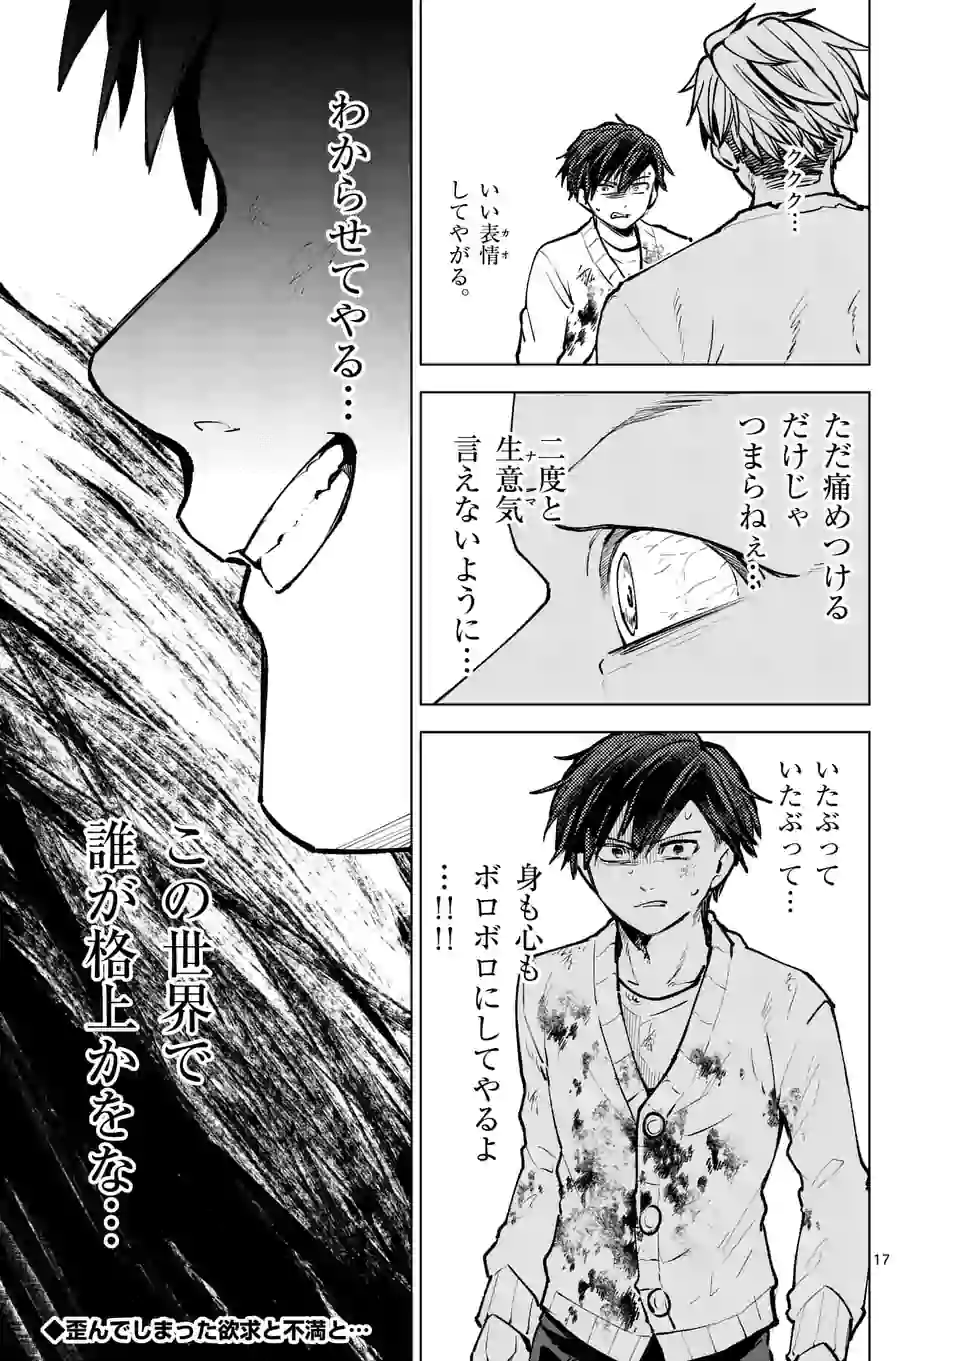 ククク…
いい表情
カオ
してやがる。
ただ痛めつける
だけじゃ
つまらねぇ…
二度と
生意気
ナマ
言えないように…
いたぶって
いたぶって…
身も心も
ボロボロにしてやるよ
…!!!!
わからせてやる…
この世界で
誰が格上かをな…
◆歪んでしまった欲求と不満と…
17